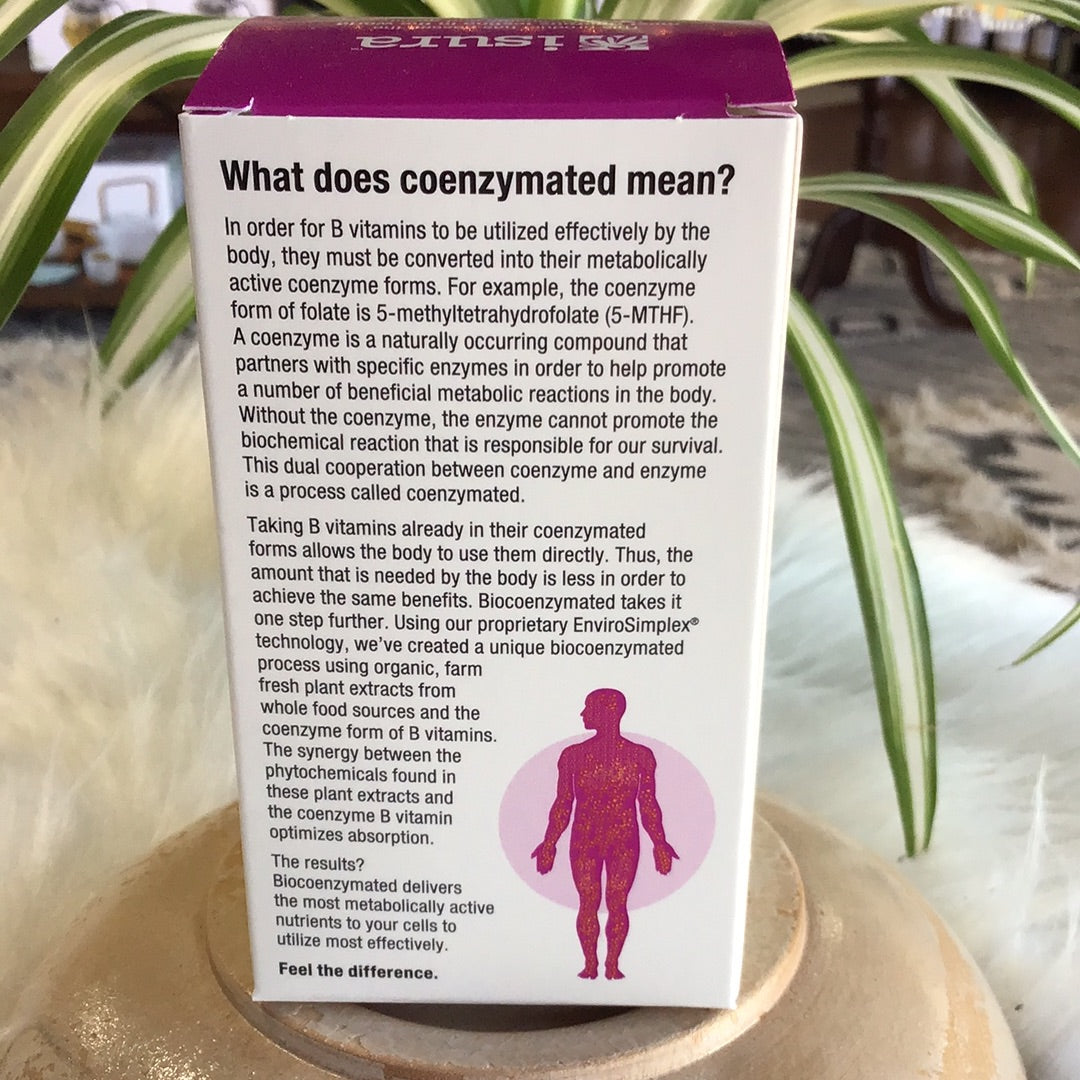 isura
What does coenzymated mean?
In order for B vitamins to be utilized effectively by the
body, they must be converted into their metabolically
active coenzyme forms. For example, the coenzyme
form of folate is 5-methyltetrahydrofolate (5-MTHF).
A coenzyme is a naturally occurring compound that
partners with specific enzymes in order to help promote
a number of beneficial metabolic reactions in the body.
Without the coenzyme, the enzyme cannot promote the
biochemical reaction that is responsible for our survival.
This dual cooperation between coenzyme and enzyme
is a process called coenzymated.
Taking B vitamins already in their coenzymated
forms allows the body to use them directly. Thus, the
amount that is needed by the body is less in order to
achieve the same benefits. Biocoenzymated takes it
one step further. Using our proprietary EnviroSimplex®
technology, we've created a unique biocoenzymated
process using organic, farm
fresh plant extracts from
whole food sources and the
coenzyme form of B vitamins.
The synergy between the
phytochemicals found in
these plant extracts and
the coenzyme B vitamin
optimizes absorption.
The results?
Biocoenzymated delivers
the most metabolically active
nutrients to your cells to
utilize most effectively.
Feel the difference.